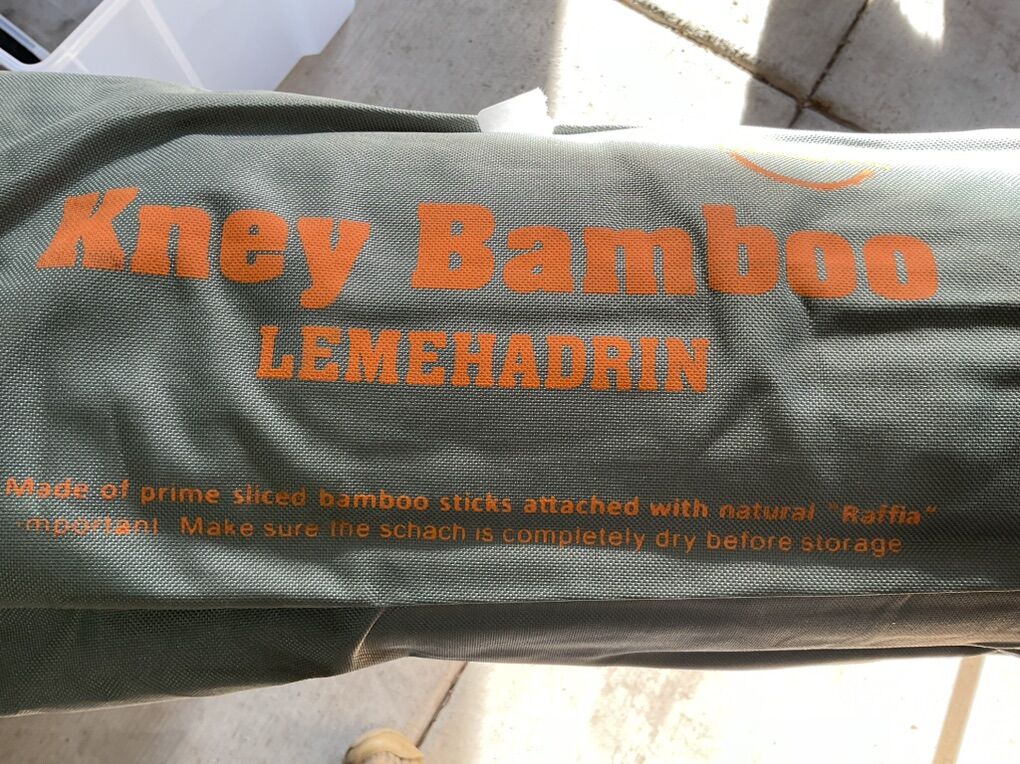 Kney Bamboo
LEMEHADRIN
Made of prime sliced bamboo sticks attached with natural "Raffia"
important Make sure the schach is completely dry before storage